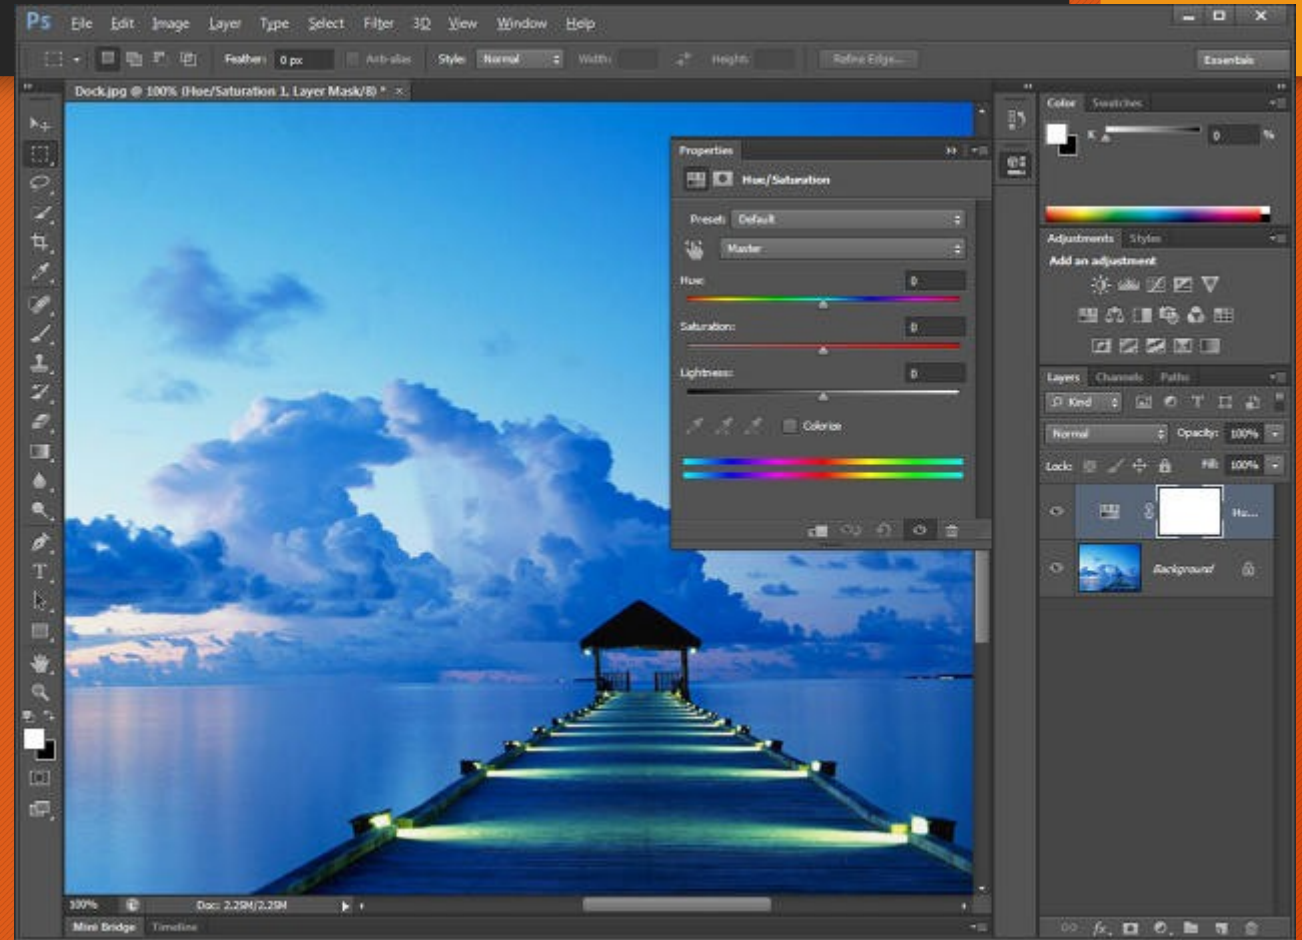 Ps File Edit Image Layer Type Select Filter 3D View Window Help
Feather: 0 px Anti-alias Style: Normal Width: Height: Refine Edge... Essentials
Dock.jpg @ 100% (Hue/Saturation 1, Layer Mask/8) * ×
Color Swatches
K 0 %
Properties
Hue/Saturation
Preset: Default
Master
Hue: 0
Saturation: 0
Lightness: 0
Colorize
Adjustments Styles
Add an adjustment
Layers Channels Paths
Kind
Normal Opacity: 100%
Lock: Fill: 100%
Hu...
Background
100% Doc: 2.25M/2.25M
Mini Bridge Timeline